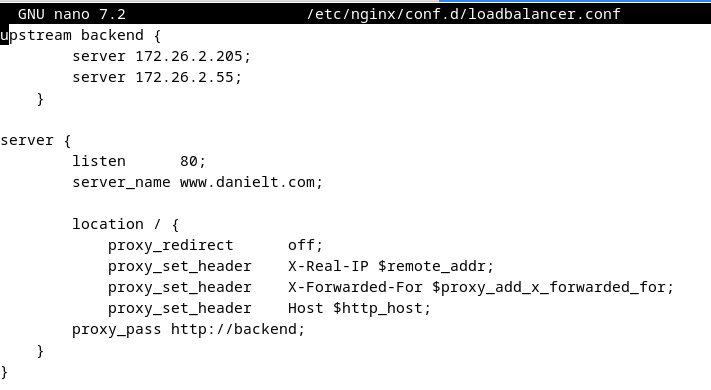 GNU nano 7.2                    /etc/nginx/conf.d/loadbalancer.conf
upstream backend {
        server 172.26.2.205;
        server 172.26.2.55;
    }

server {
        listen      80;
        server_name www.danielt.com;

        location / {
            proxy_redirect      off;
            proxy_set_header    X-Real-IP $remote_addr;
            proxy_set_header    X-Forwarded-For $proxy_add_x_forwarded_for;
            proxy_set_header    Host $http_host;
        proxy_pass http://backend;
    }
}